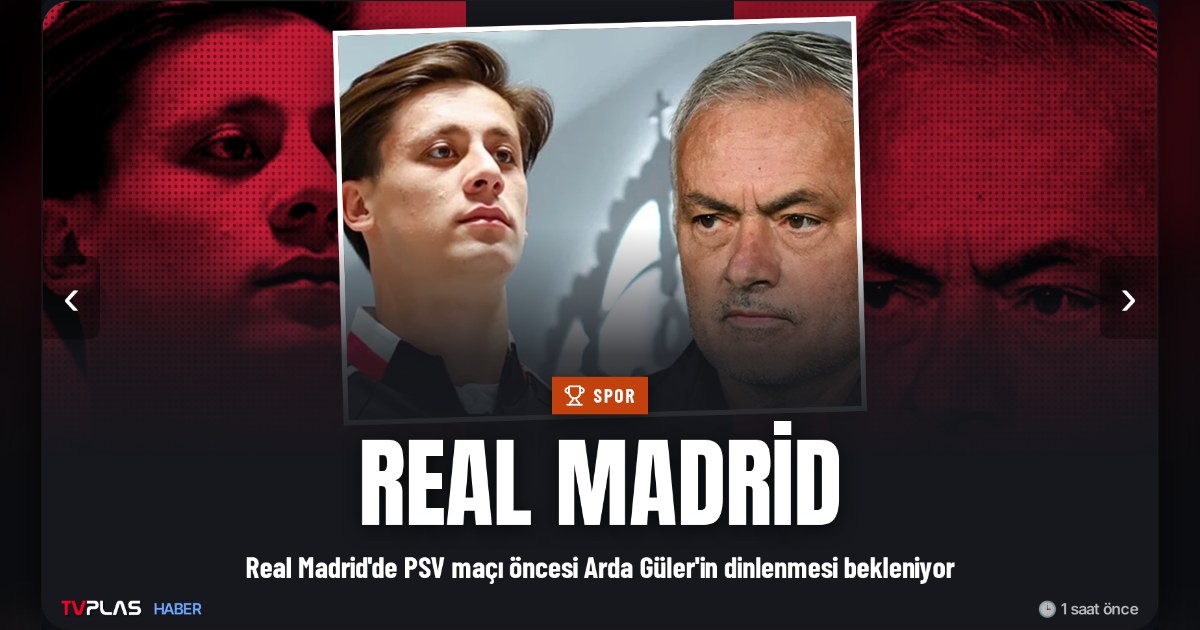 SPOR
REAL MADRİD
Real Madrid'de PSV maçı öncesi Arda Güler'in dinlenmesi bekleniyor
TVPLAS HABER
1 saat önce